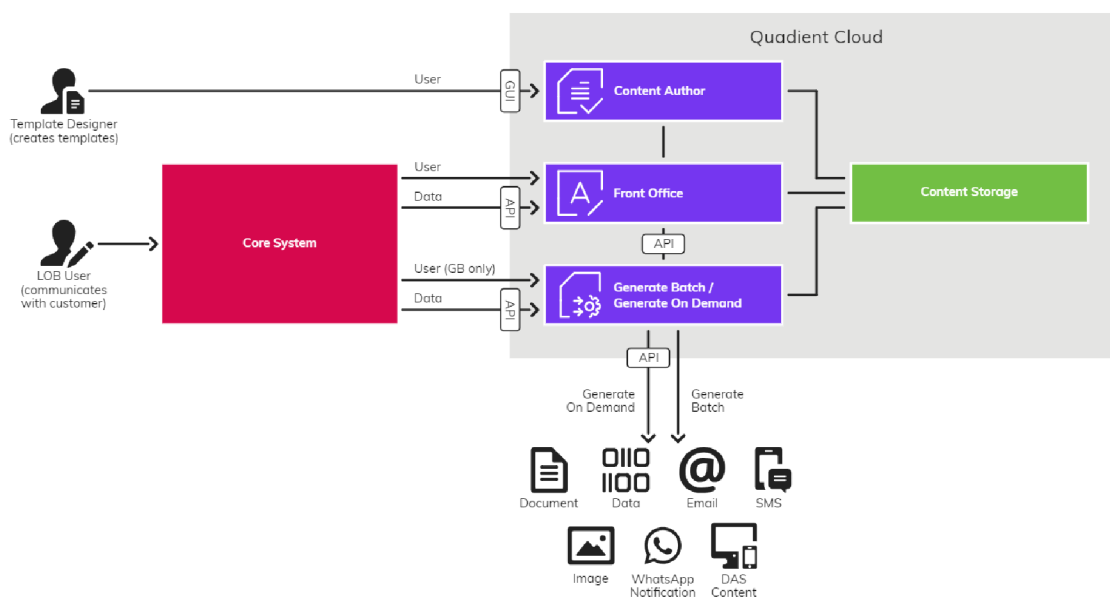 Quadient Cloud
User
GUI
Content Author
Template Designer
(creates templates)
User
Data
API
Front Office
Content Storage
Core System
API
LOB User
(communicates
with customer)
User (GB only)
Data
API
Generate Batch /
Generate On Demand
API
Generate
On Demand
Generate
Batch
0110
1100
@
Document
Data
Email
SMS
Image
WhatsApp
Notification
DAS
Content
A